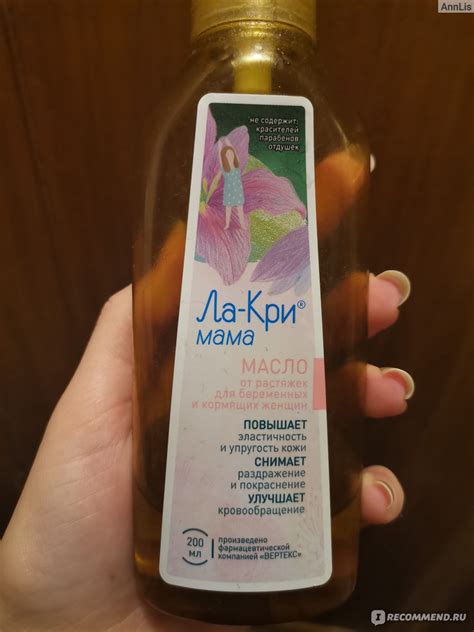 AnnLis
не содержит:
красителей
парабенов
отдушек
Ла-Кри®
мама
МАСЛО
от растяжек
для беременных
и кормящих женщин
ПОВЫШАЕТ
эластичность
и упругость кожи
СНИМАЕТ
раздражение
и покраснение
УЛУЧШАЕТ
кровообращение
200
МЛ
произведено
фармацевтической
компанией «ВЕРТЕКС»
I RECOMMEND.RU